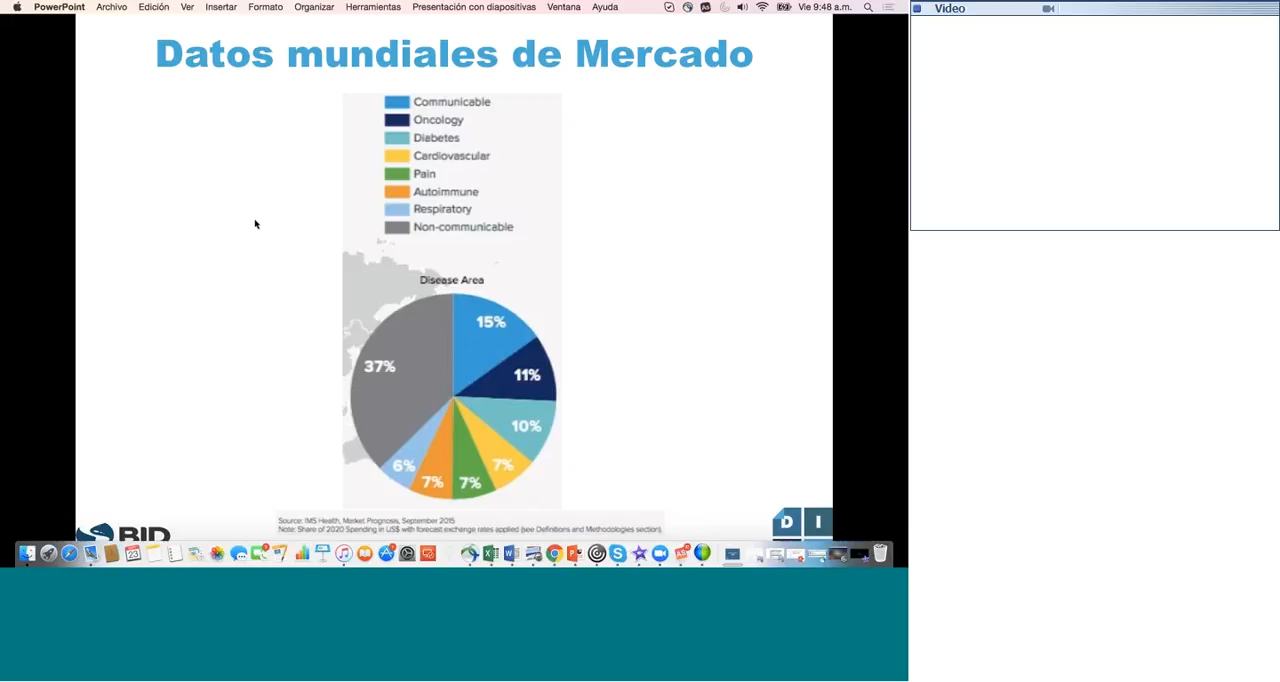 PowerPoint Archivo Edición Ver Insertar Formato Organizar Herramientas Presentación con diapositivas Ventana Ayuda Vie 9:48 a.m.
Video
Datos mundiales de Mercado
Communicable
Oncology
Diabetes
Cardiovascular
Pain
Autoimmune
Respiratory
Non-communicable
Disease Area
15%
37%
11%
10%
7%
6%
7%
7%
Source: IMS Health, Market Prognosis, September 2015
Note: Share of 2020 Spending in US$ with forecast exchange rates applied (see Definitions and Methodologies section).
BID
D I
23